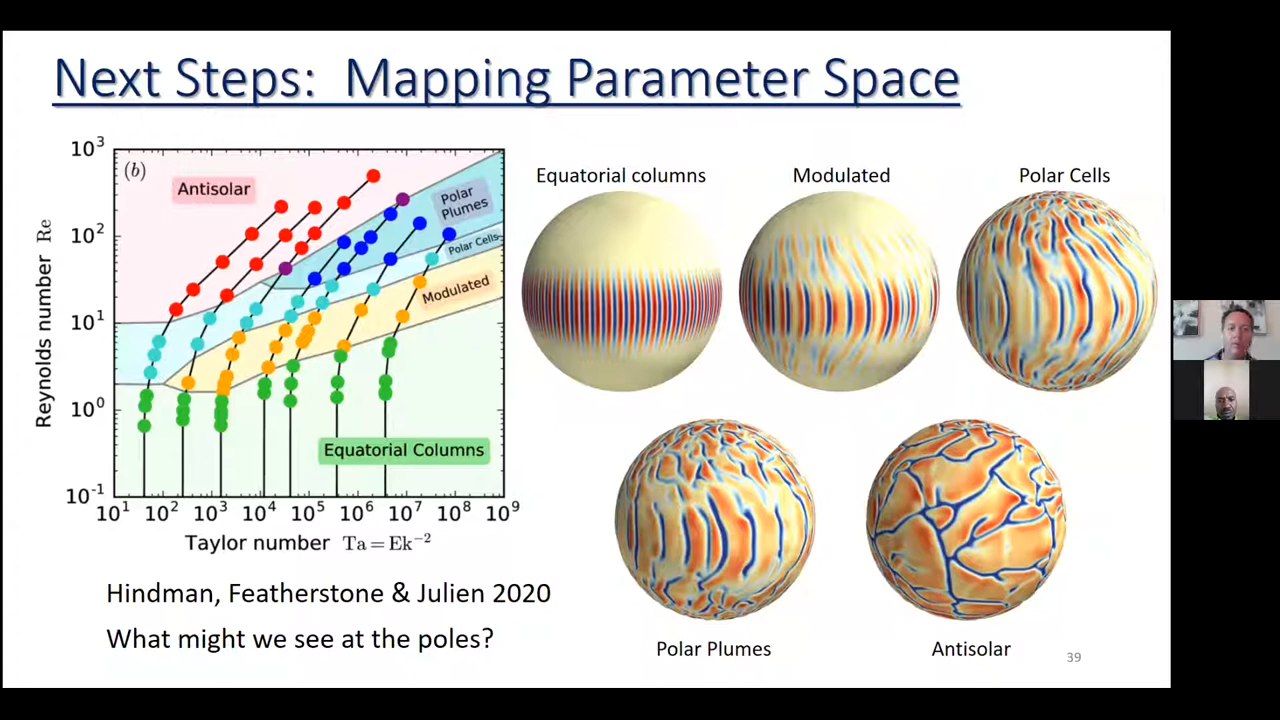 Next Steps: Mapping Parameter Space
(b)
Antisolar
Polar
Plumes
Polar Cells
Modulated
Equatorial Columns
Reynolds number Re
10³
10²
10¹
10⁰
10⁻¹
10¹ 10² 10³ 10⁴ 10⁵ 10⁶ 10⁷ 10⁸ 10⁹
Taylor number Ta = Ek⁻²
Equatorial columns
Modulated
Polar Cells
Polar Plumes
Antisolar
Hindman, Featherstone & Julien 2020
What might we see at the poles?
39